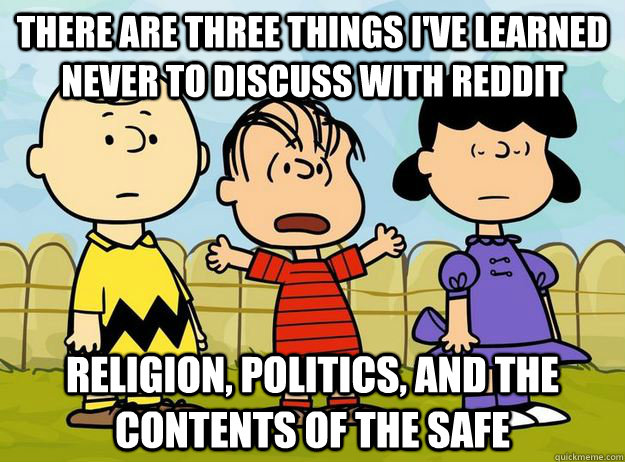 THERE ARE THREE THINGS I'VE LEARNED
NEVER TO DISCUSS WITH REDDIT
RELIGION, POLITICS, AND THE
CONTENTS OF THE SAFE
quickmeme.com